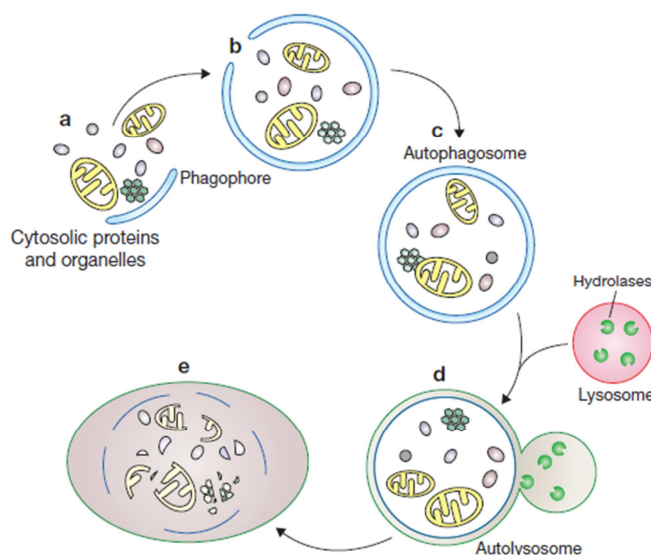 b
a
Phagophore
Cytosolic proteins
and organelles
c
Autophagosome
Hydrolases
Lysosome
d
Autolysosome
e